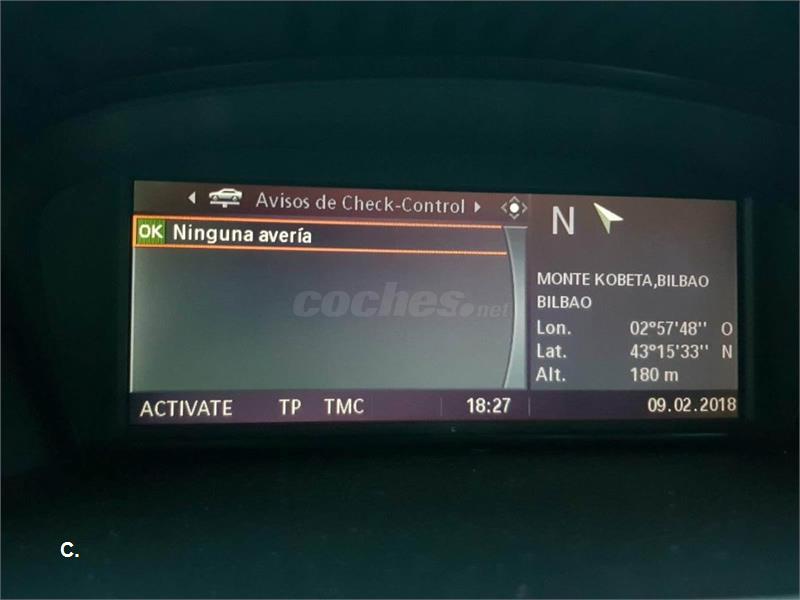 Avisos de Check-Control
OK Ninguna avería
N
MONTE KOBETA,BILBAO
BILBAO
Lon. 02°57'48'' O
Lat. 43°15'33'' N
Alt. 180 m
coches.net
ACTIVATE TP TMC 18:27 09.02.2018
C.